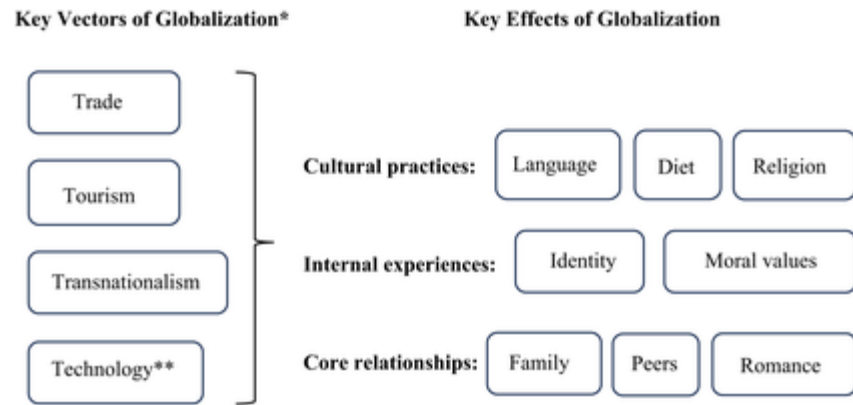 Key Vectors of Globalization*
Key Effects of Globalization
Trade
Tourism
Transnationalism
Technology**
Cultural practices: Language Diet Religion
Internal experiences: Identity Moral values
Core relationships: Family Peers Romance